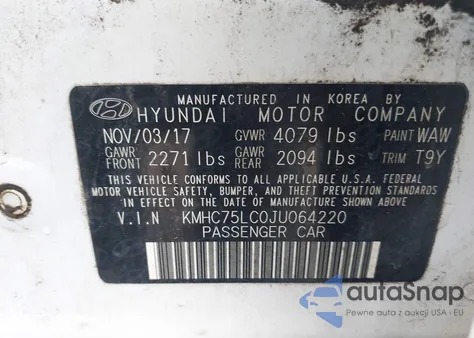 MANUFACTURED IN KOREA BY
HYUNDAI MOTOR COMPANY
NOV/03/17 GVWR 4079 lbs PAINT WAW
GAWR FRONT 2271 lbs GAWR REAR 2094 lbs TRIM T9Y
THIS VEHICLE CONFORMS TO ALL APPLICABLE U.S.A. FEDERAL
MOTOR VEHICLE SAFETY, BUMPER, AND THEFT PREVENTION STANDARDS
IN EFFECT ON THE DATE OF MANUFACTURE SHOWN ABOVE.
V.I.N KMHC75LC0JU064220
PASSENGER CAR
autoSnap
Pewne auta z aukcji USA i EU